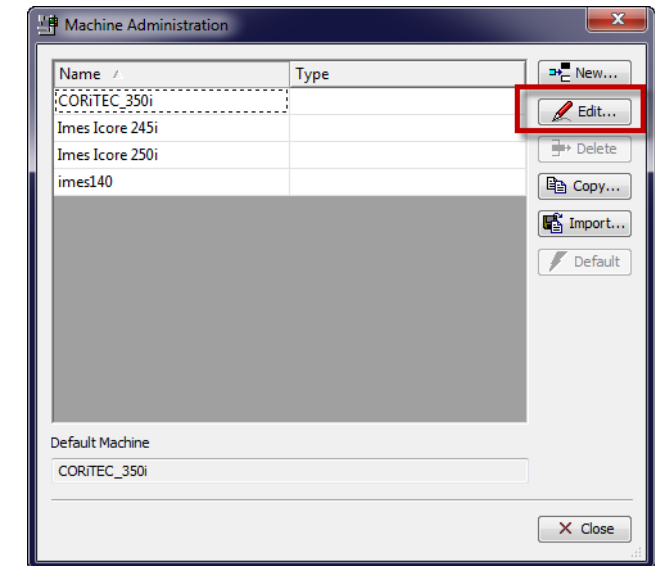 Machine Administration
Name Type
CORiTEC_350i
Imes Icore 245i
Imes Icore 250i
imes140
New...
Edit...
Delete
Copy...
Import...
Default
Default Machine
CORiTEC_350i
Close